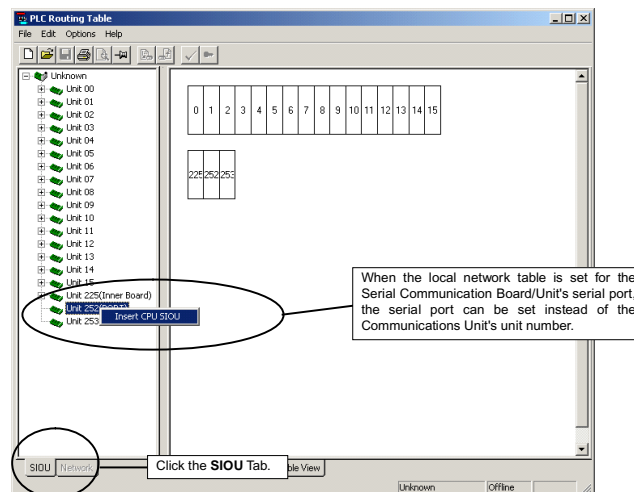 PLC Routing Table
File Edit Options Help
Unknown
Unit 00
Unit 01
Unit 02
Unit 03
Unit 04
Unit 05
Unit 06
Unit 07
Unit 08
Unit 09
Unit 10
Unit 11
Unit 12
Unit 13
Unit 14
Unit 15
Unit 225(Inner Board)
Unit 252(PORT)
Insert CPU SIOU
Unit 253
0 1 2 3 4 5 6 7 8 9 10 11 12 13 14 15
225 252 253
When the local network table is set for the
Serial Communication Board/Unit's serial port,
the serial port can be set instead of the
Communications Unit's unit number.
SIOU Network
Click the SIOU Tab.
View
Unknown Offline